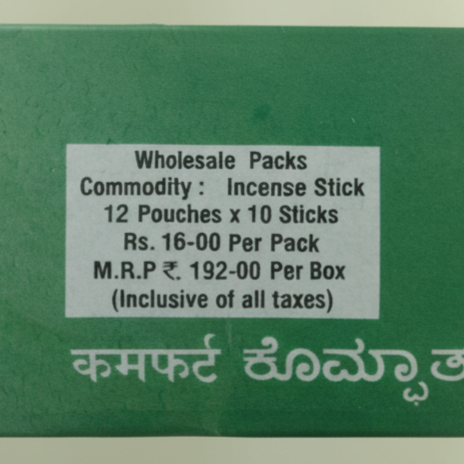 Wholesale Packs
Commodity : Incense Stick
12 Pouches x 10 Sticks
Rs. 16-00 Per Pack
M.R.P ₹. 192-00 Per Box
(Inclusive of all taxes)
कमफर्ट